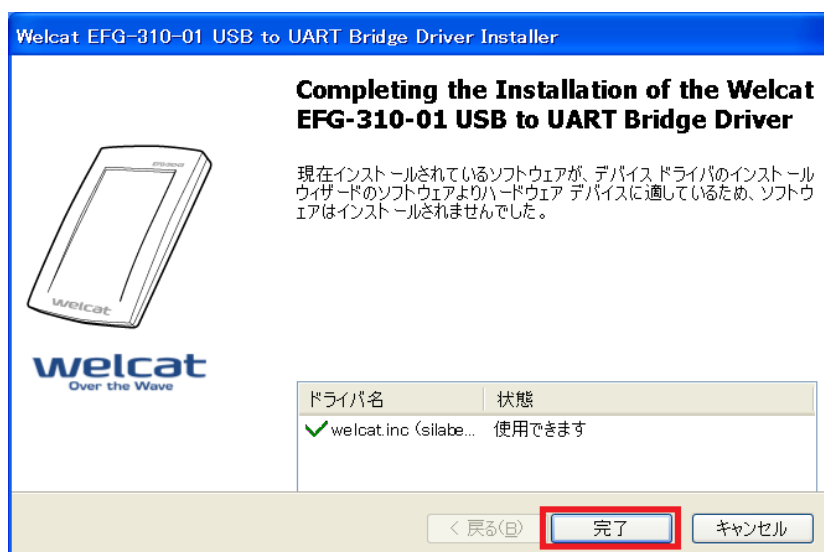 Welcat EFG-310-01 USB to UART Bridge Driver Installer
Completing the Installation of the Welcat
EFG-310-01 USB to UART Bridge Driver
現在インストールされているソフトウェアが、デバイス ドライバのインストール
ウィザードのソフトウェアよりハードウェア デバイスに適しているため、ソフトウ
ェアはインストールされませんでした。
welcat
welcat
Over the Wave
ドライバ名 状態
welcat.inc (silabe... 使用できます
< 戻る(B) 完了 キャンセル